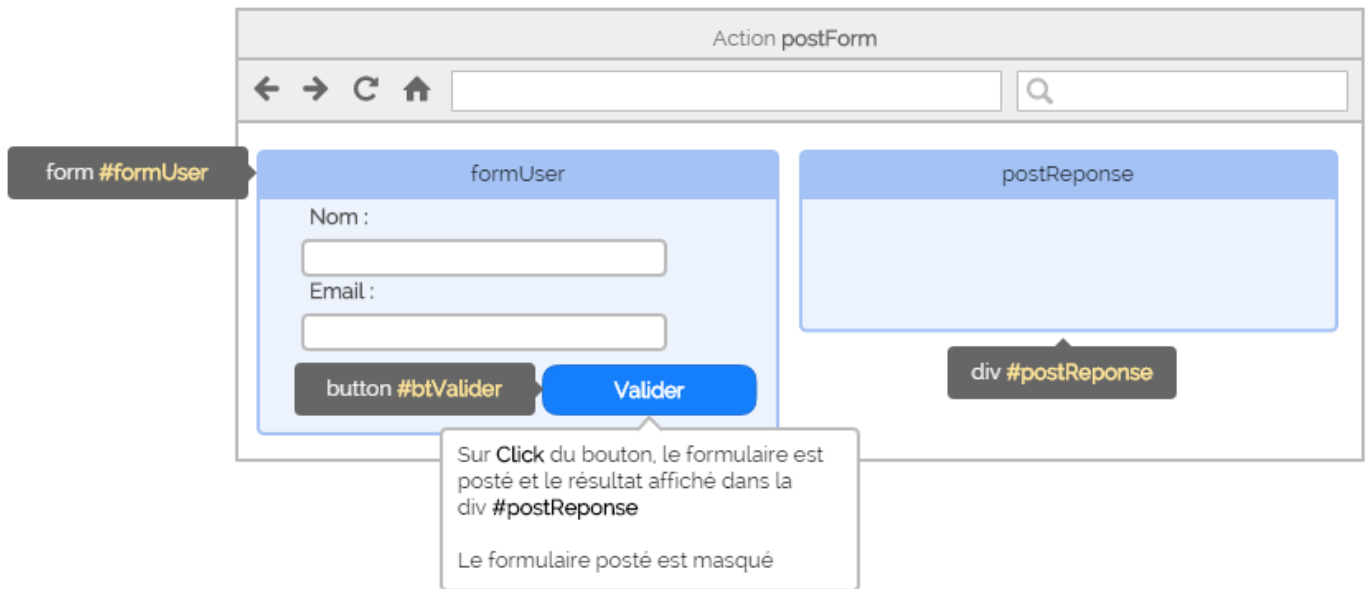 Action postForm
form #formUser
formUser
postReponse
Nom :
Email :
button #btValider
Valider
div #postReponse
Sur Click du bouton, le formulaire est
posté et le résultat affiché dans la
div #postReponse
Le formulaire posté est masqué